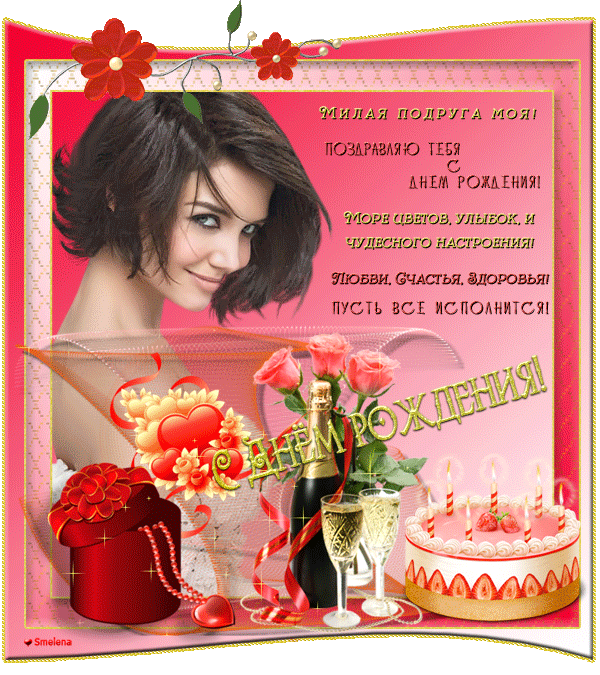 Милая подруга моя!
Поздравляю тебя
с
днем рождения!
Море цветов, улыбок, и
чудесного настроения!
Любви, Счастья, Здоровья!
Пусть все исполнится!
С Днём рождения!
Smelena